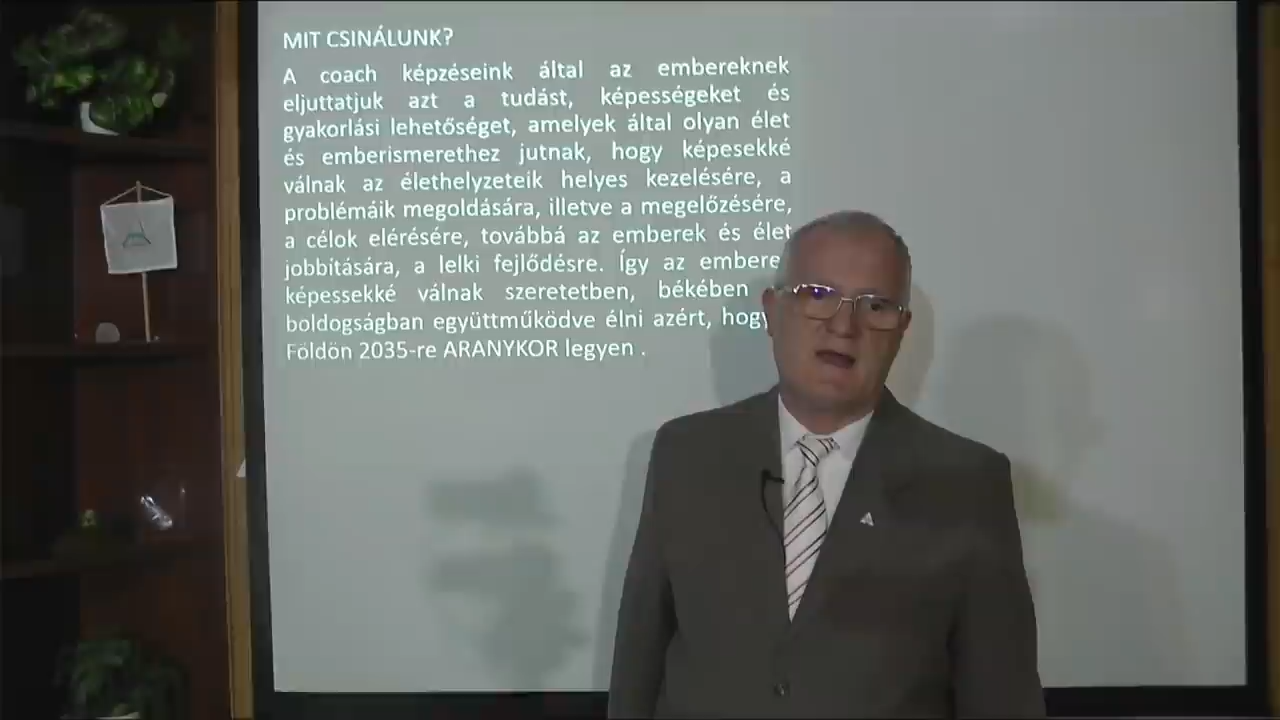 MIT CSINÁLUNK?
A coach képzéseink által az embereknek
eljuttatjuk azt a tudást, képességeket és
gyakorlási lehetőséget, amelyek által olyan élet
és emberismerethez jutnak, hogy képesekké
válnak az élethelyzeteik helyes kezelésére, a
problémáik megoldására, illetve a megelőzésére,
a célok elérésére, továbbá az emberek és élet
jobbítására, a lelki fejlődésre. Így az embere
képessekké válnak szeretetben, békében
boldogságban együttműködve élni azért, hogy
Földön 2035-re ARANYKOR legyen .